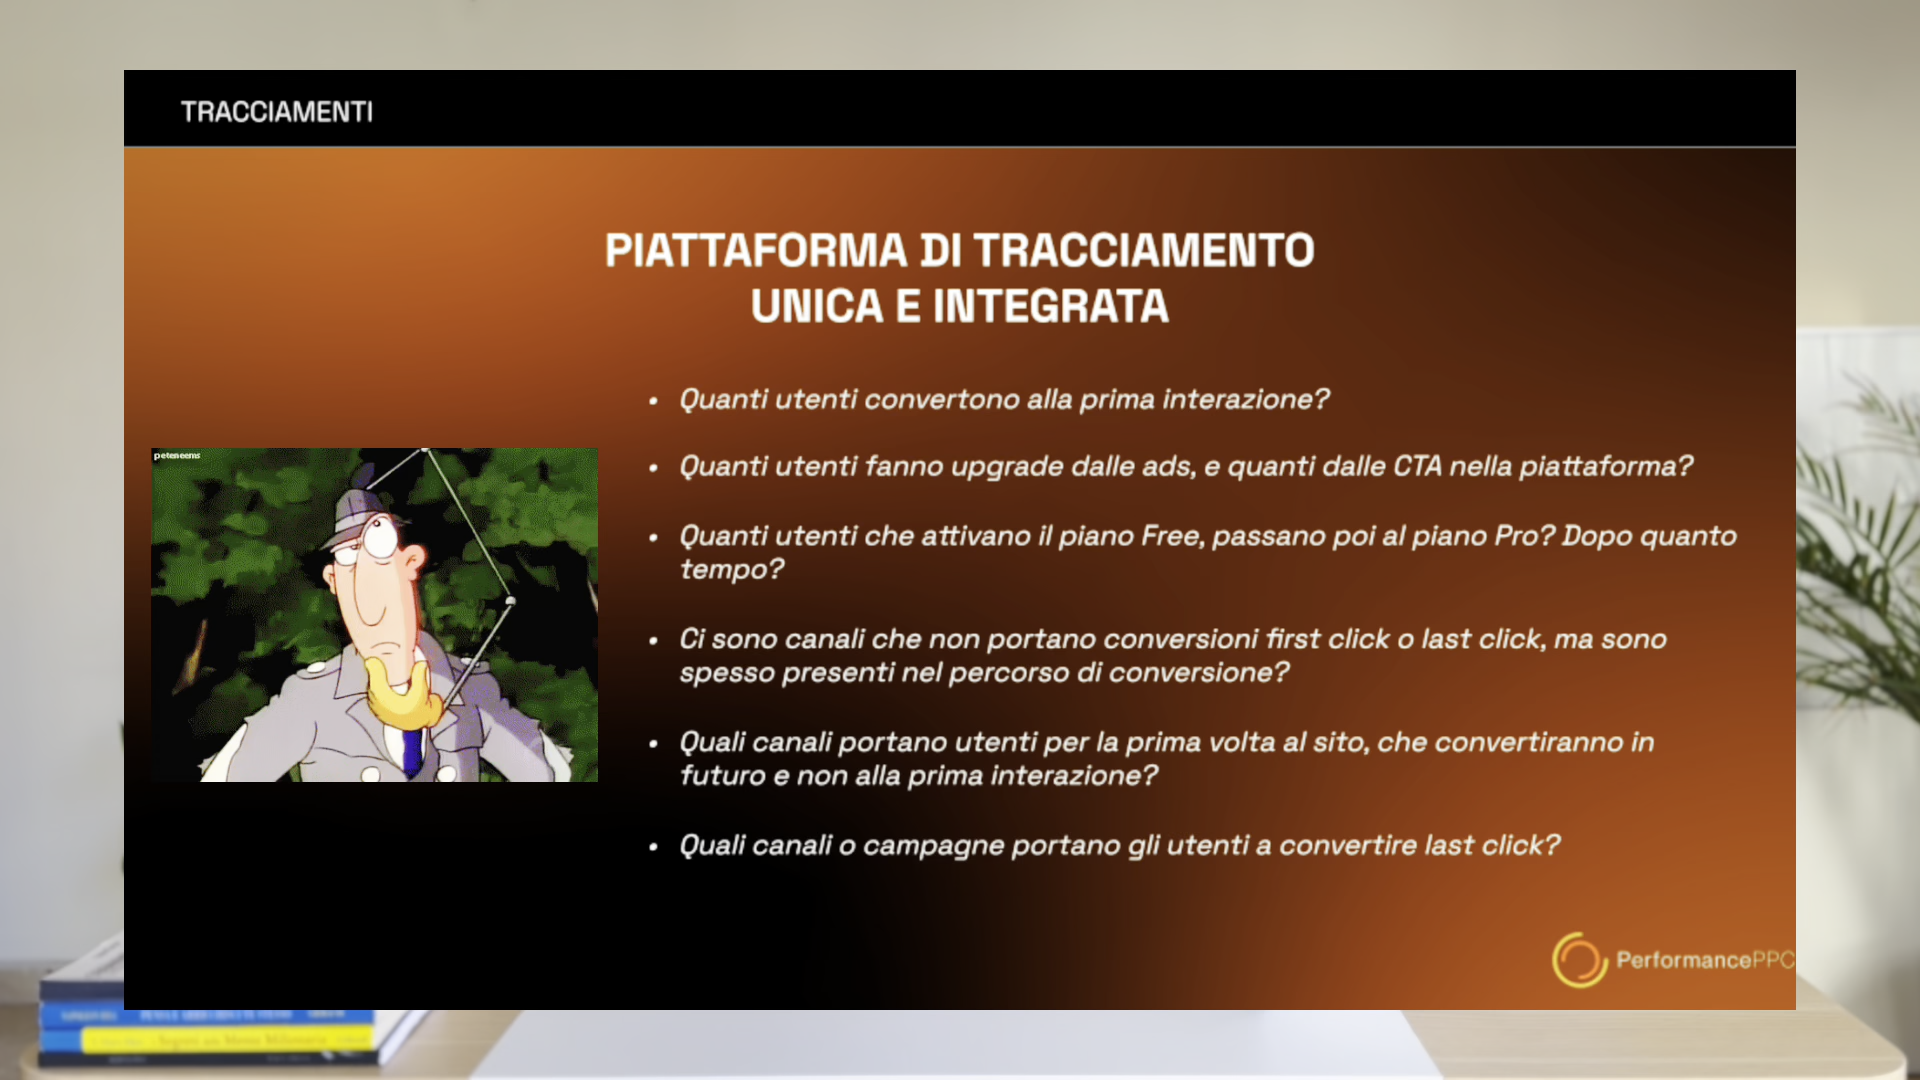 TRACCIAMENTI
PIATTAFORMA DI TRACCIAMENTO
UNICA E INTEGRATA
• Quanti utenti convertono alla prima interazione?
• Quanti utenti fanno upgrade dalle ads, e quanti dalle CTA nella piattaforma?
• Quanti utenti che attivano il piano Free, passano poi al piano Pro? Dopo quanto
tempo?
• Ci sono canali che non portano conversioni first click o last click, ma sono
spesso presenti nel percorso di conversione?
• Quali canali portano utenti per la prima volta al sito, che convertiranno in
futuro e non alla prima interazione?
• Quali canali o campagne portano gli utenti a convertire last click?
peteneems
PerformancePPC